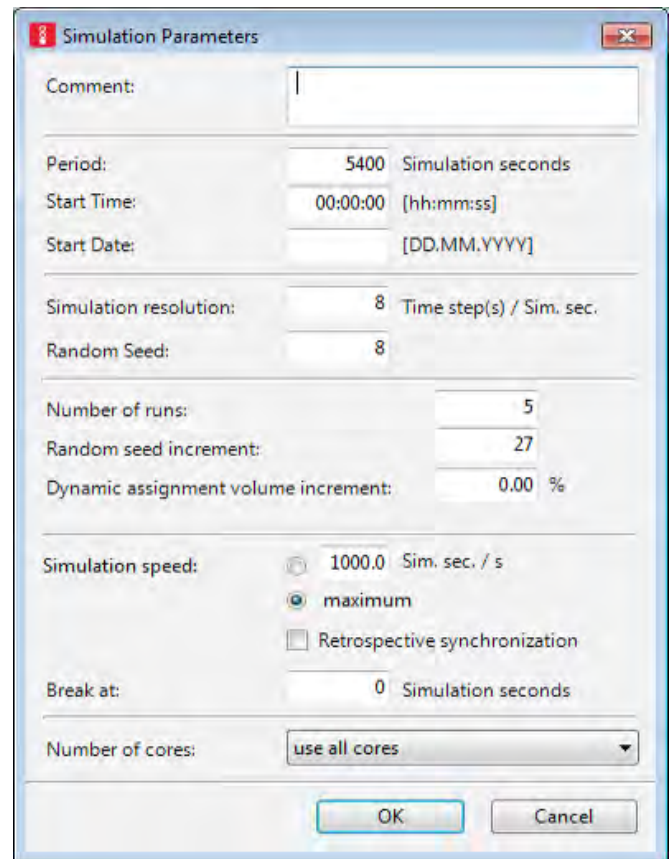 Simulation Parameters
Comment:
Period: 5400 Simulation seconds
Start Time: 00:00:00 [hh:mm:ss]
Start Date: [DD.MM.YYYY]
Simulation resolution: 8 Time step(s) / Sim. sec.
Random Seed: 8
Number of runs: 5
Random seed increment: 27
Dynamic assignment volume increment: 0.00 %
Simulation speed: 1000.0 Sim. sec. / s
maximum
Retrospective synchronization
Break at: 0 Simulation seconds
Number of cores: use all cores
OK Cancel